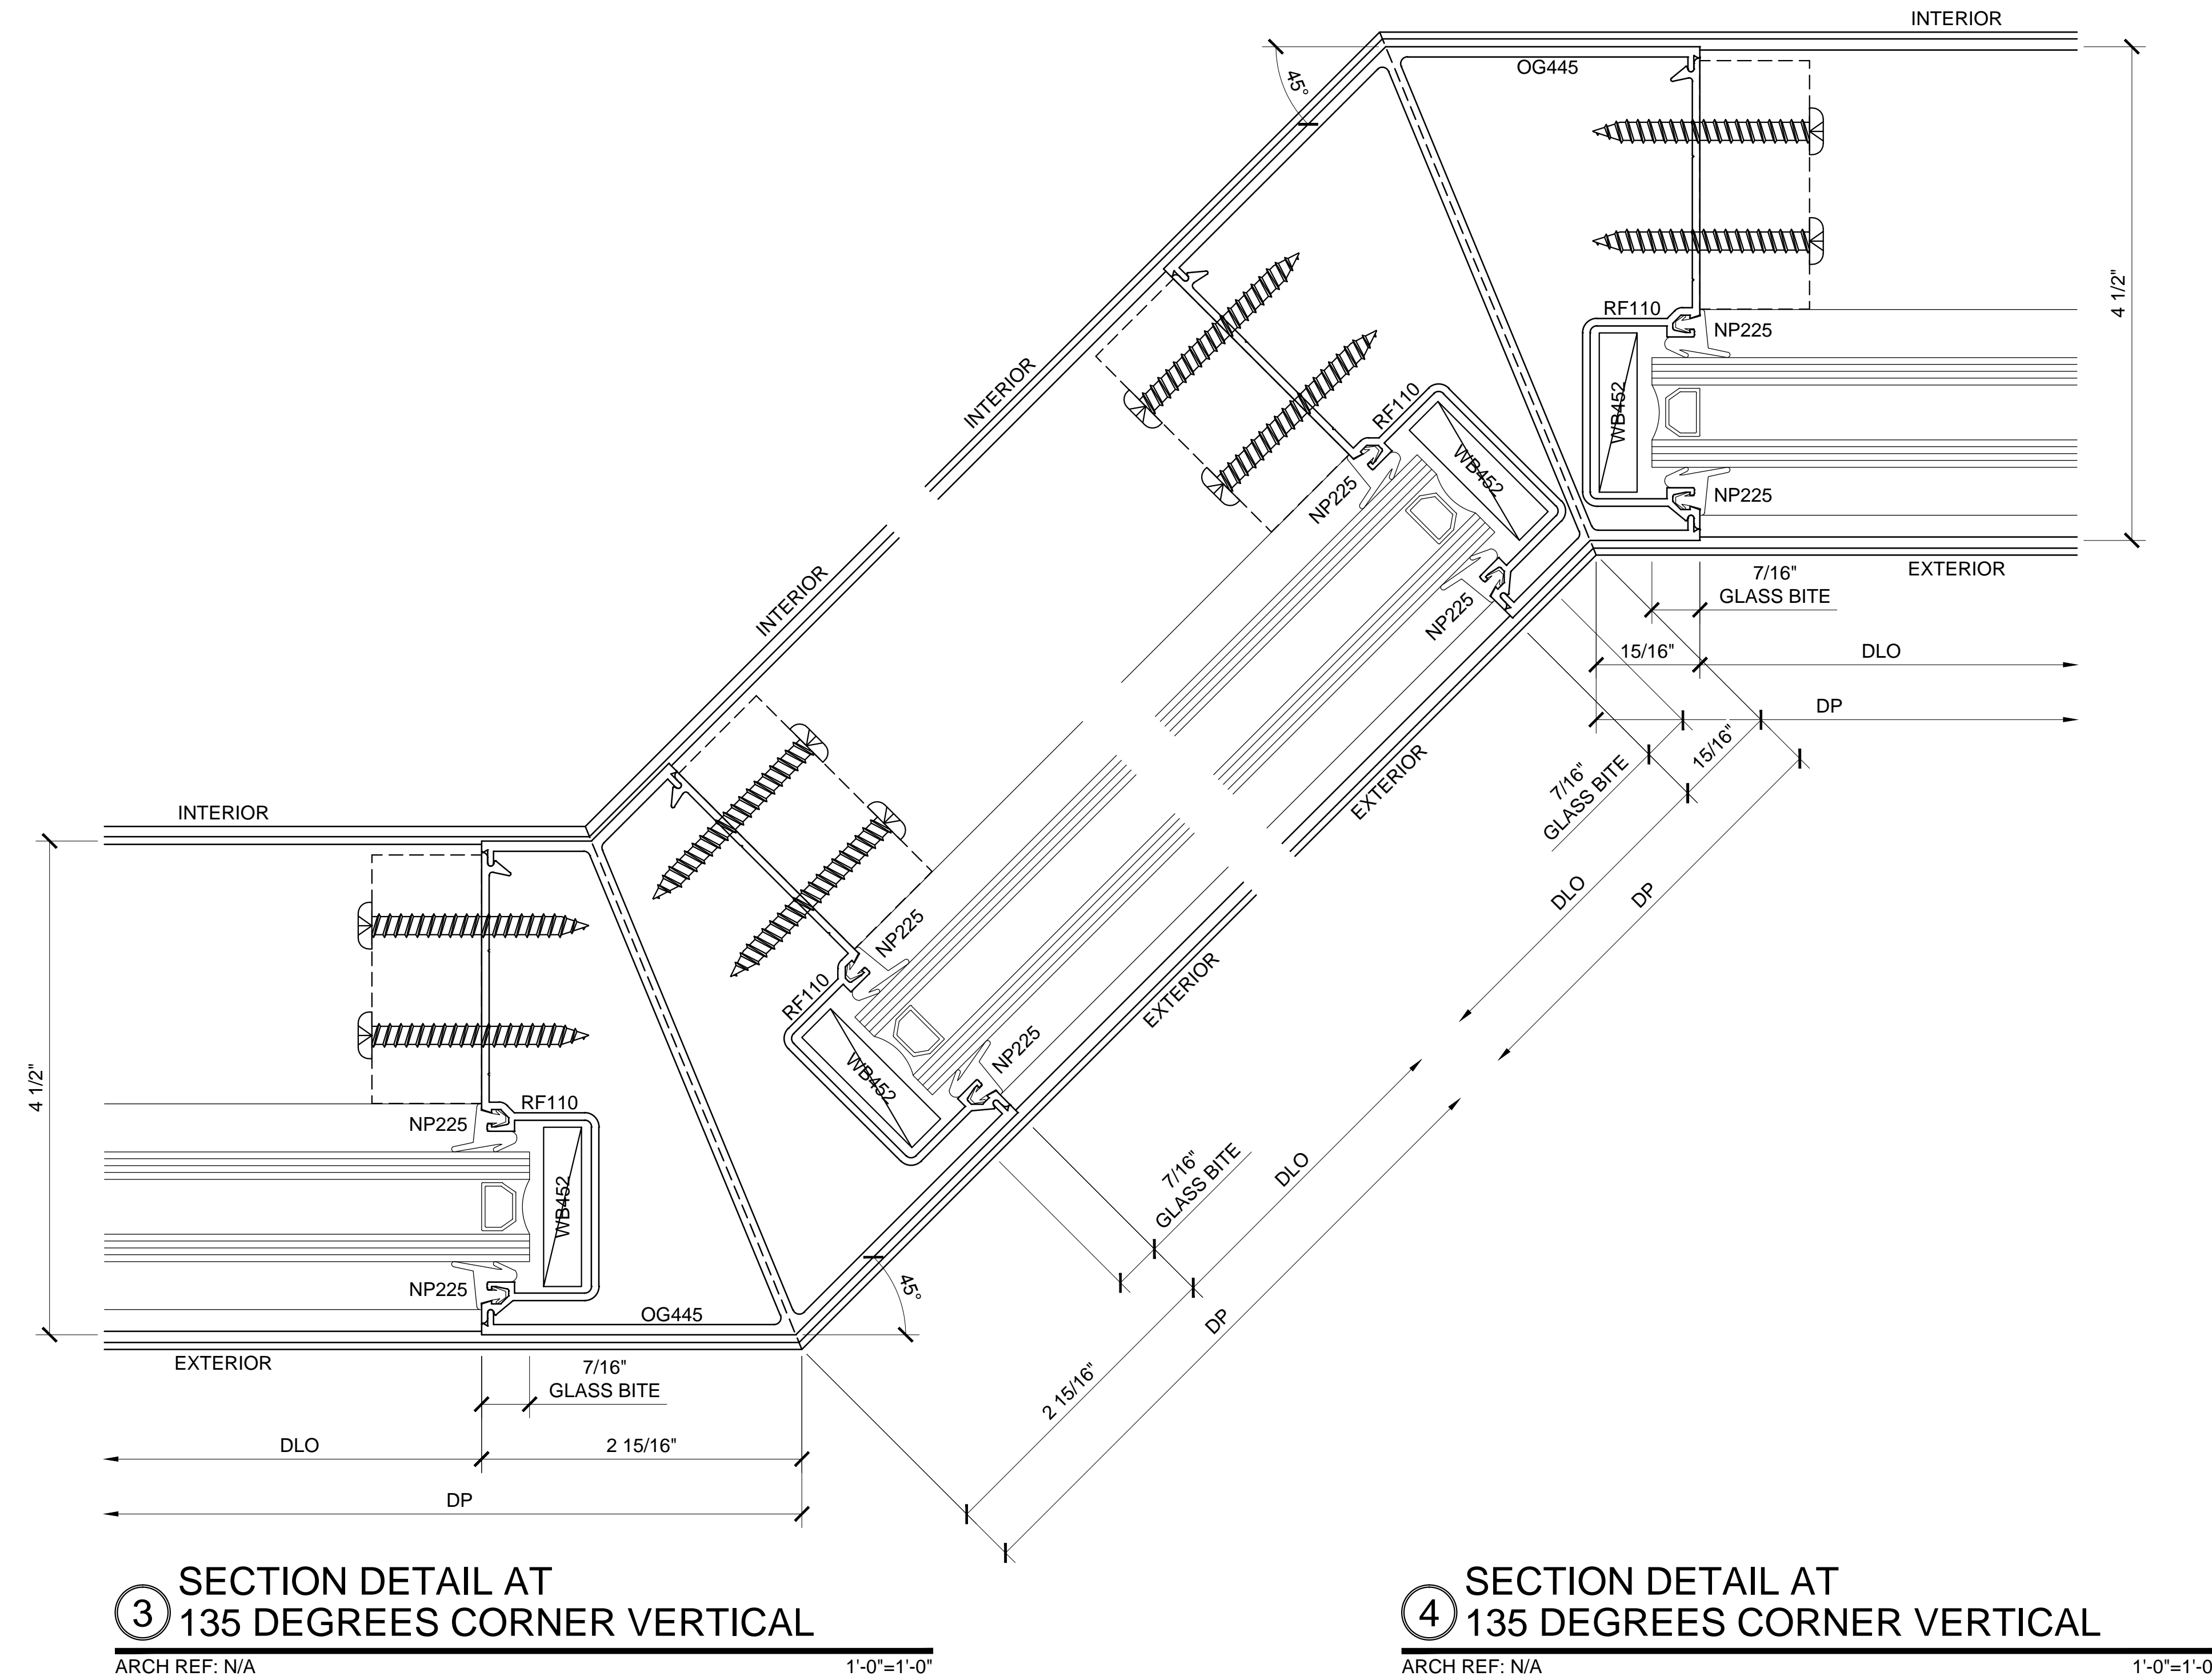 INTERIOR
OG445
45°
4 1/2"
RF110
NP225
WB452
NP225
EXTERIOR
7/16"
GLASS BITE
15/16"
DLO
DP
INTERIOR
RF110
WB452
NP225
NP225
EXTERIOR
15/16"
7/16"
GLASS BITE
DLO
DP
INTERIOR
NP225
RF110
WB452
NP225
EXTERIOR
45°
7/16"
GLASS BITE
DLO
2 15/16"
DP
INTERIOR
4 1/2"
RF110
NP225
WB452
NP225
OG445
EXTERIOR
7/16"
GLASS BITE
DLO
2 15/16"
DP
3
SECTION DETAIL AT
135 DEGREES CORNER VERTICAL
ARCH REF: N/A
1'-0"=1'-0"
4
SECTION DETAIL AT
135 DEGREES CORNER VERTICAL
ARCH REF: N/A
1'-0"=1'-0